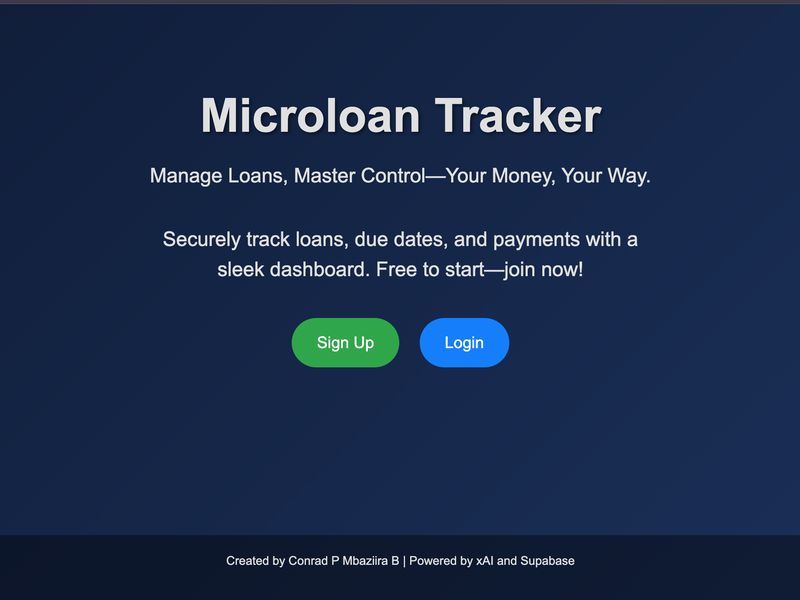 Microloan Tracker
Manage Loans, Master Control—Your Money, Your Way.
Securely track loans, due dates, and payments with a
sleek dashboard. Free to start—join now!
Sign Up
Login
Created by Conrad P Mbaziira B | Powered by xAI and Supabase